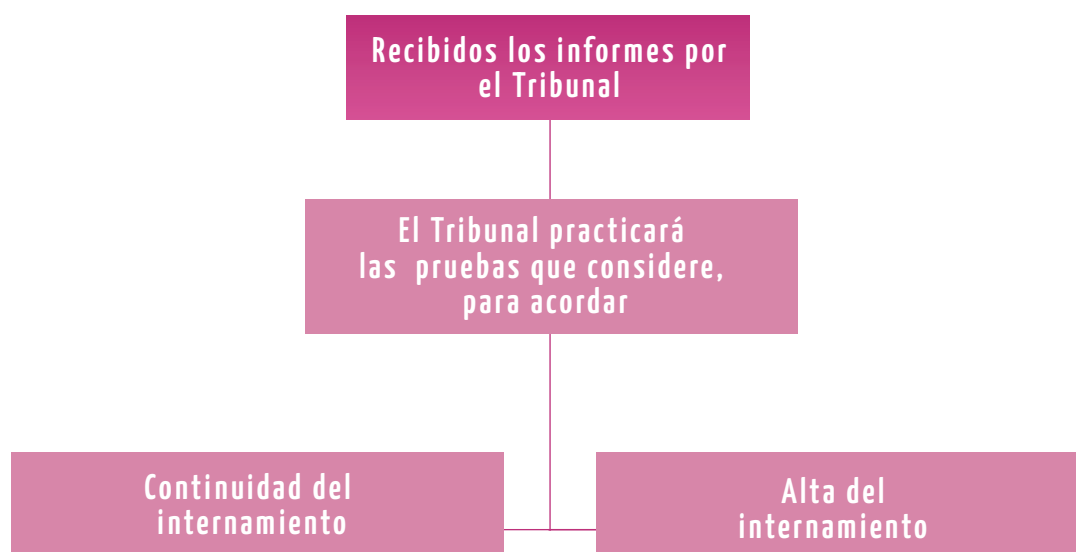 Recibidos los informes por
el Tribunal
El Tribunal practicará
las pruebas que considere,
para acordar
Continuidad del
internamiento
Alta del
internamiento